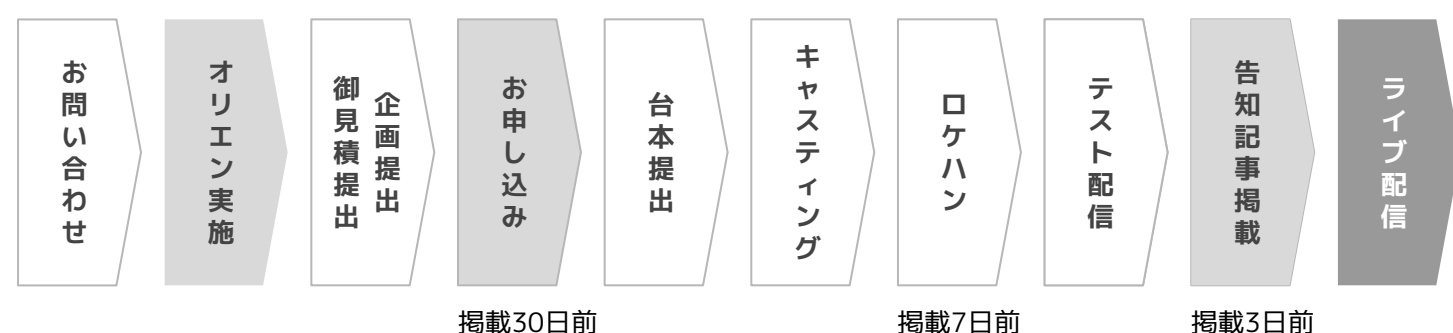 お問い合わせ
オリエン実施
企画提出
御見積提出
お申し込み
台本提出
キャスティング
ロケハン
テスト配信
告知記事掲載
ライブ配信
掲載30日前
掲載7日前
掲載3日前